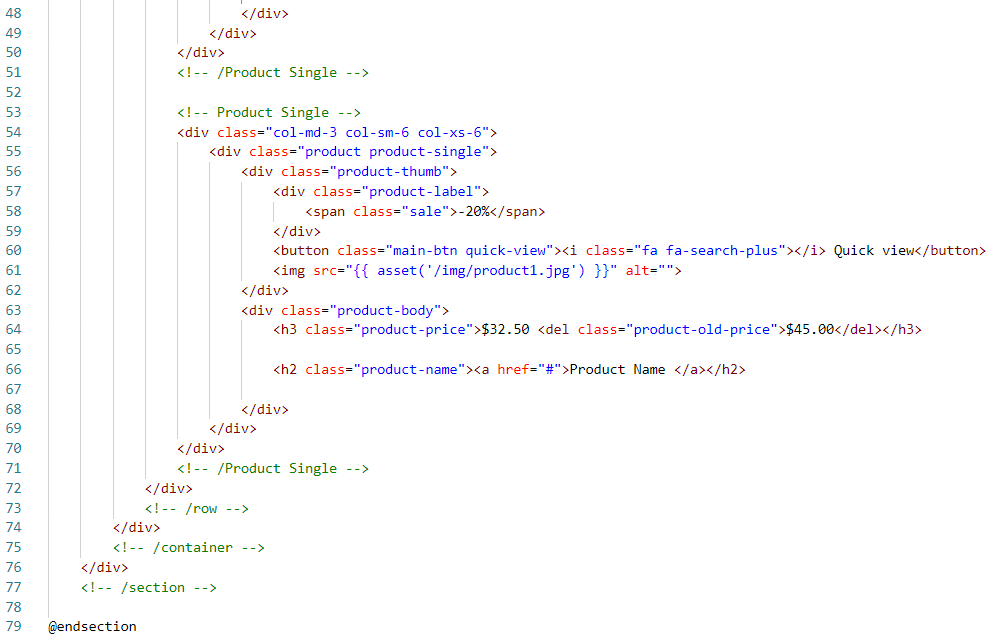 48 </div>
49 </div>
50 </div>
51 <!-- /Product Single -->
52
53 <!-- Product Single -->
54 <div class="col-md-3 col-sm-6 col-xs-6">
55 <div class="product product-single">
56 <div class="product-thumb">
57 <div class="product-label">
58 <span class="sale">-20%</span>
59 </div>
60 <button class="main-btn quick-view"><i class="fa fa-search-plus"></i> Quick view</button>
61 <img src="{{ asset('/img/product1.jpg') }}" alt="">
62 </div>
63 <div class="product-body">
64 <h3 class="product-price">$32.50 <del class="product-old-price">$45.00</del></h3>
65
66 <h2 class="product-name"><a href="#">Product Name </a></h2>
67
68 </div>
69 </div>
70 </div>
71 <!-- /Product Single -->
72 </div>
73 <!-- /row -->
74 </div>
75 <!-- /container -->
76 </div>
77 <!-- /section -->
78
79 @endsection